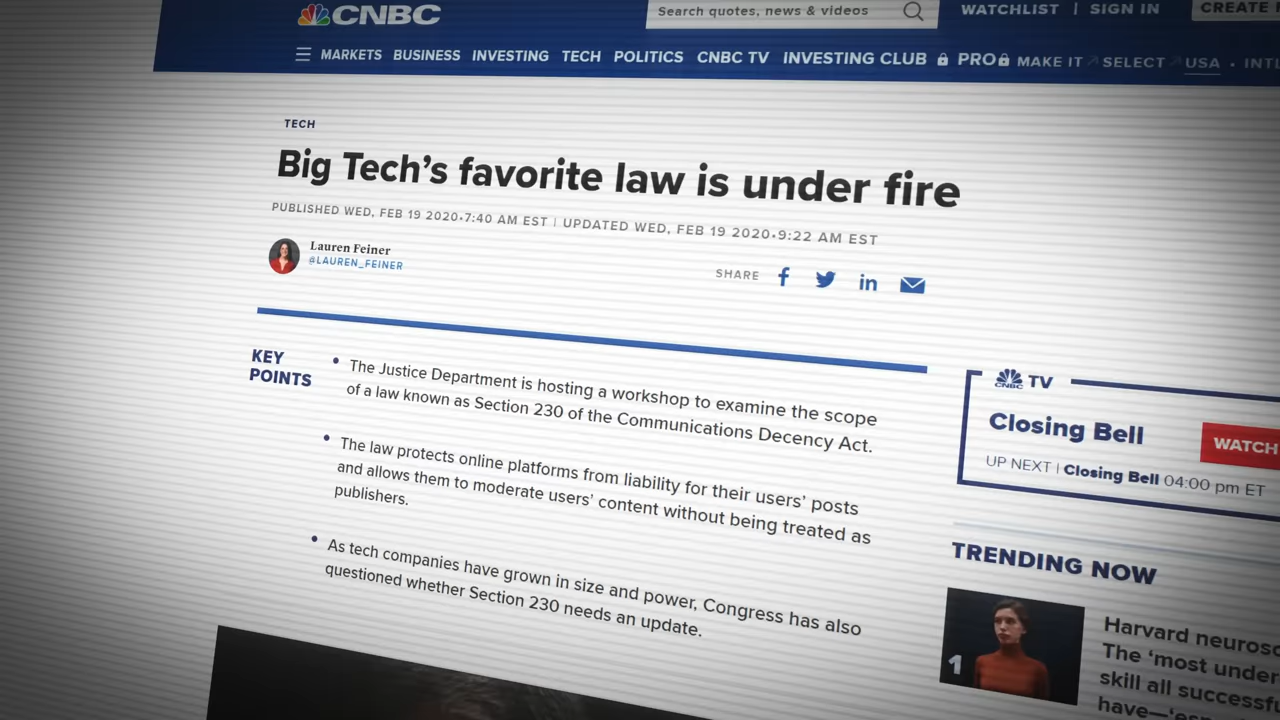 CNBC
Search quotes, news & videos
WATCHLIST | SIGN IN
CREATE
MARKETS BUSINESS INVESTING TECH POLITICS CNBC TV INVESTING CLUB PRO MAKE IT SELECT USA • INTL
TECH
Big Tech’s favorite law is under fire
PUBLISHED WED, FEB 19 2020•7:40 AM EST | UPDATED WED, FEB 19 2020•9:22 AM EST
Lauren Feiner
@LAUREN_FEINER
SHARE
KEY
POINTS
• The Justice Department is hosting a workshop to examine the scope
of a law known as Section 230 of the Communications Decency Act.
• The law protects online platforms from liability for their users’ posts
and allows them to moderate users’ content without being treated as
publishers.
• As tech companies have grown in size and power, Congress has also
questioned whether Section 230 needs an update.
CNBC TV
Closing Bell
WATCH
UP NEXT | Closing Bell 04:00 pm ET
TRENDING NOW
1
Harvard
The ‘most under
skill all
have—